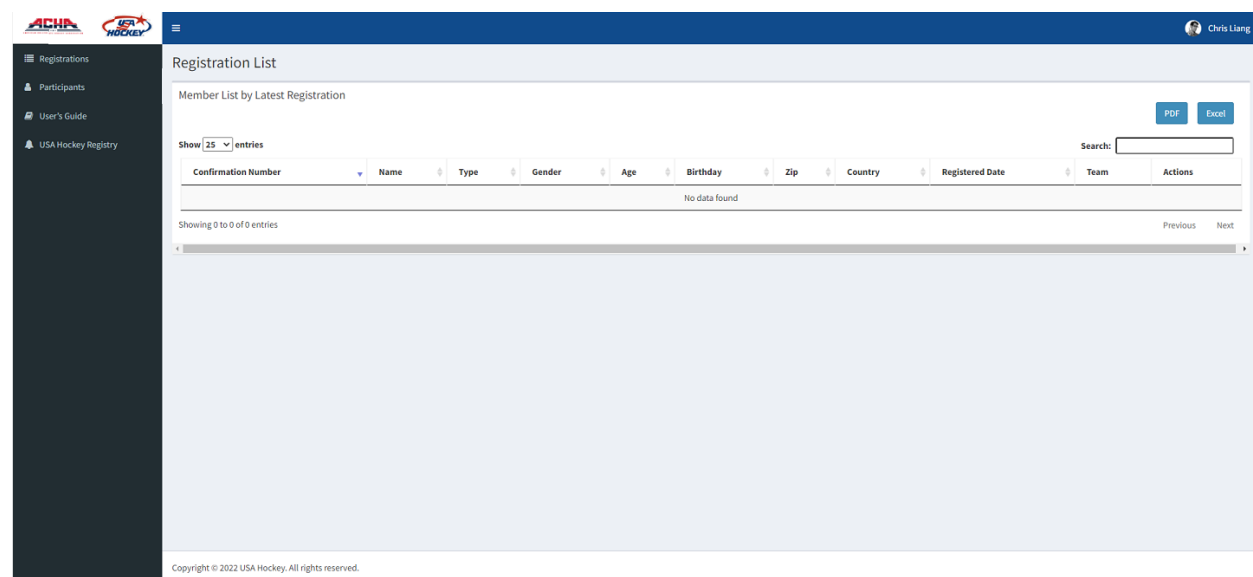 ACHA USA HOCKEY
Chris Liang
Registrations
Participants
User's Guide
USA Hockey Registry
Registration List
Member List by Latest Registration
PDF Excel
Show 25 entries Search:
Confirmation Number Name Type Gender Age Birthday Zip Country Registered Date Team Actions
No data found
Showing 0 to 0 of 0 entries Previous Next
Copyright © 2022 USA Hockey. All rights reserved.